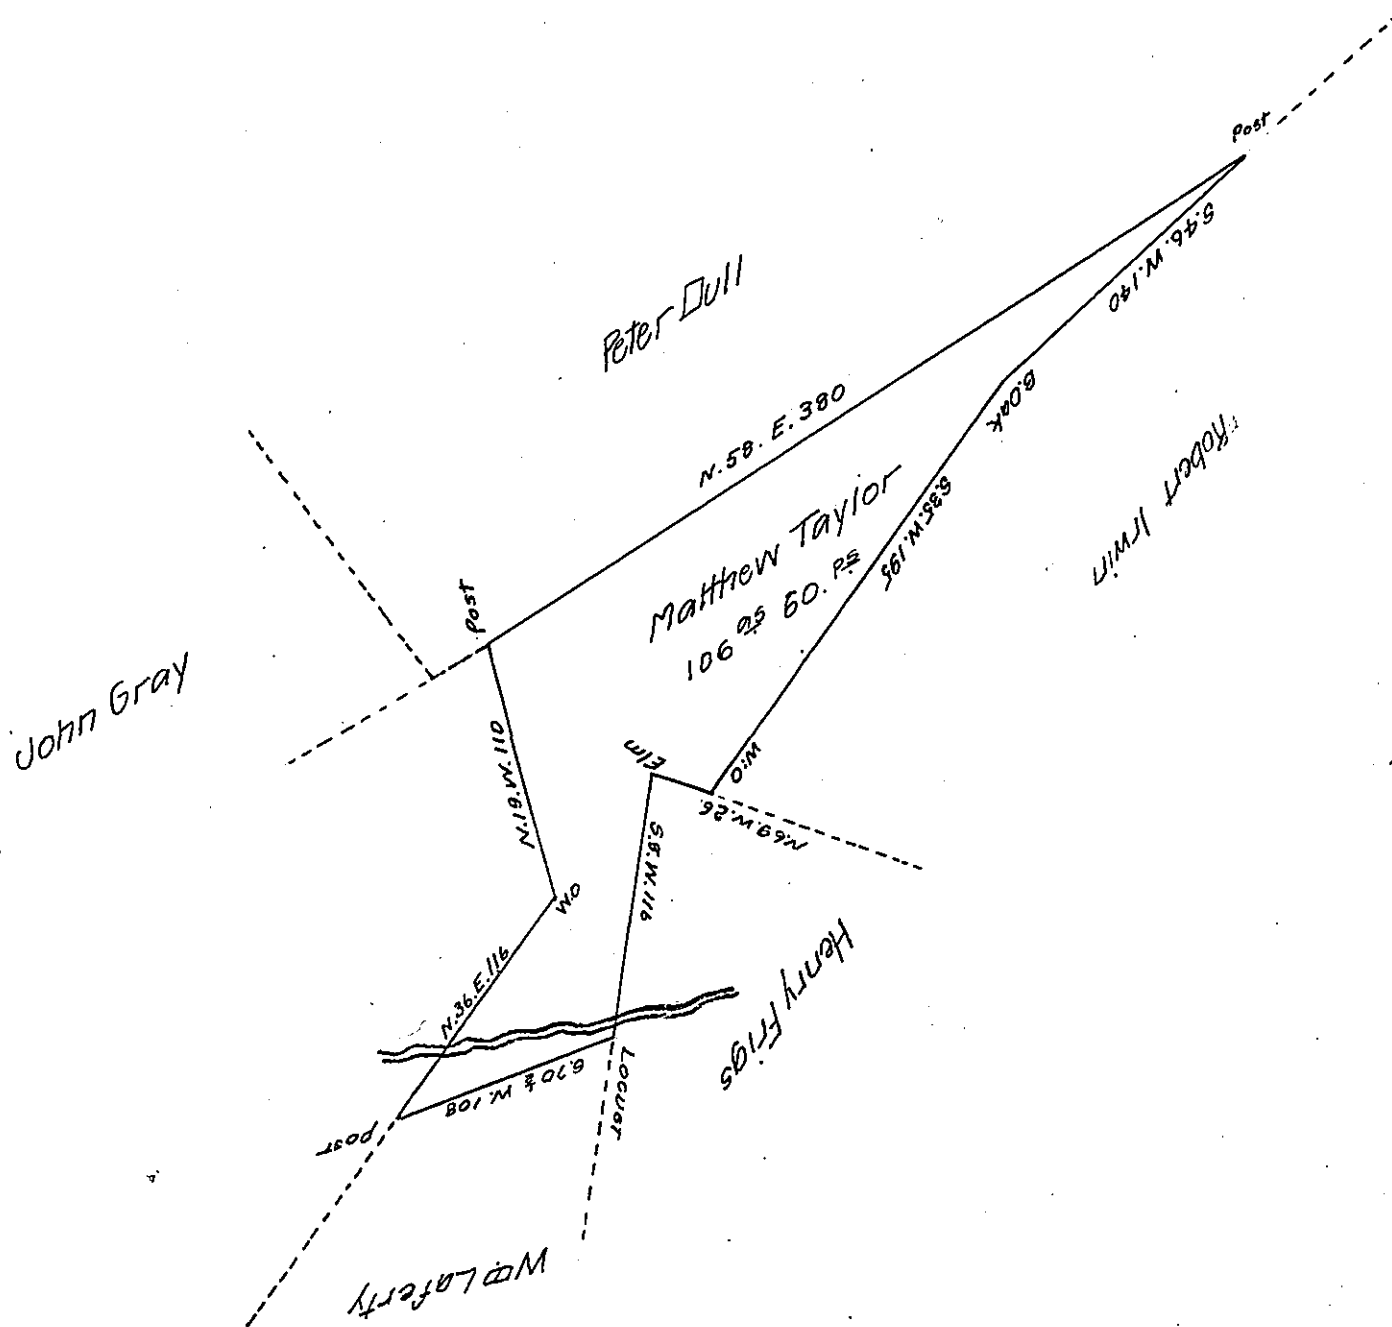 Post
S.46.W.140
Peter Dull
B.Oak
N.58.E.380
Robert Irwin
Matthew Taylor
106 as 60. Ps
S.35.W.195
Post
John Gray
N.19.W.110
Elm
W:O
N.69.W.26
S.8.W.116
W.O
Henry Frigs
N.36.E.116
S.70½ W.108
Locust
Post
Wm Laferty